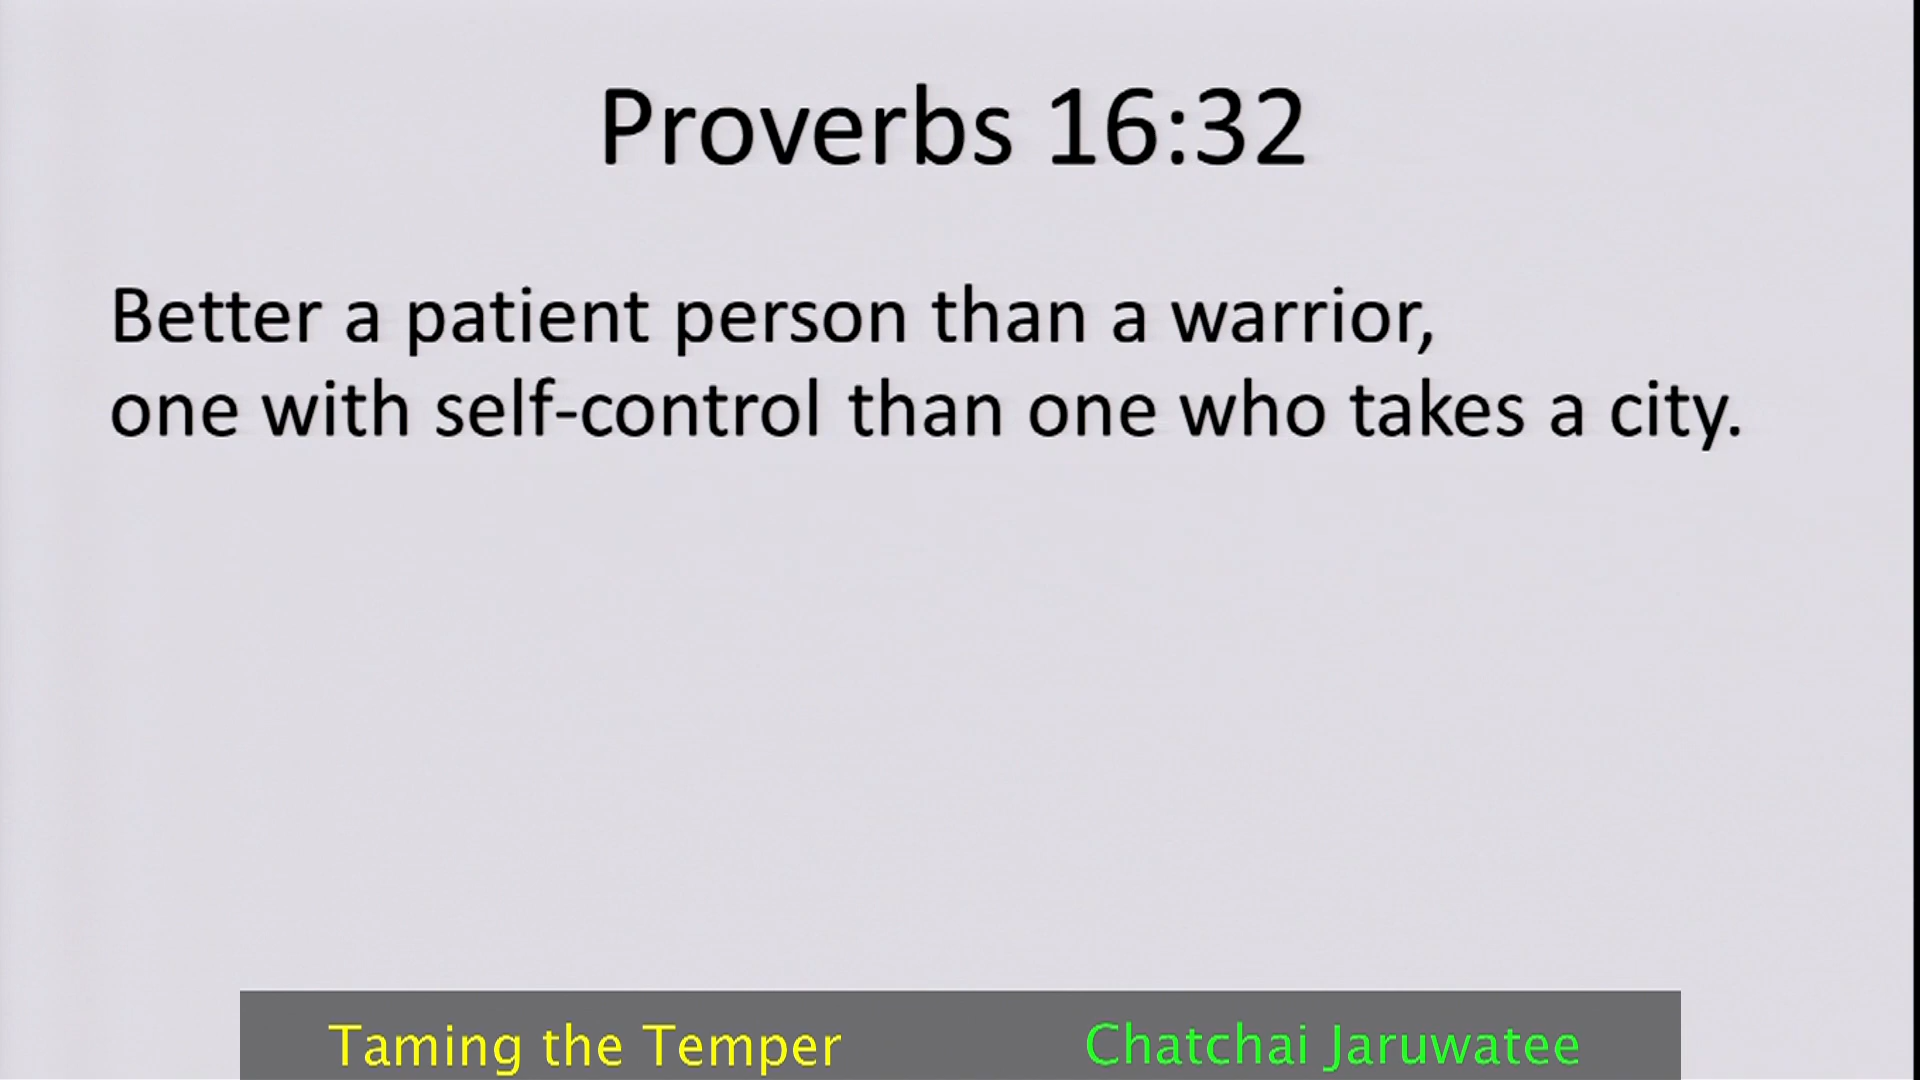 Proverbs 16:32
Better a patient person than a warrior,
one with self-control than one who takes a city.
Taming the Temper
Chatchai Jaruwatee